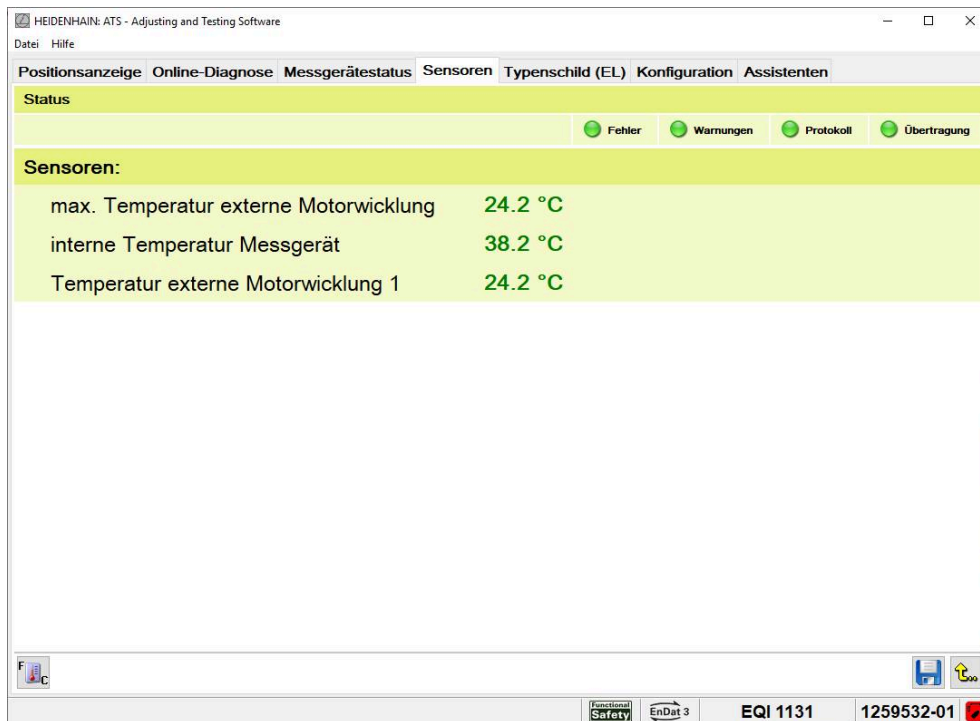 HEIDENHAIN: ATS - Adjusting and Testing Software
Datei Hilfe
Positionsanzeige Online-Diagnose Messgerätestatus Sensoren Typenschild (EL) Konfiguration Assistenten
Status
Fehler Warnungen Protokoll Übertragung
Sensoren:
max. Temperatur externe Motorwicklung 24.2 °C
interne Temperatur Messgerät 38.2 °C
Temperatur externe Motorwicklung 1 24.2 °C
F C
Functional Safety EnDat 3 EQI 1131 1259532-01